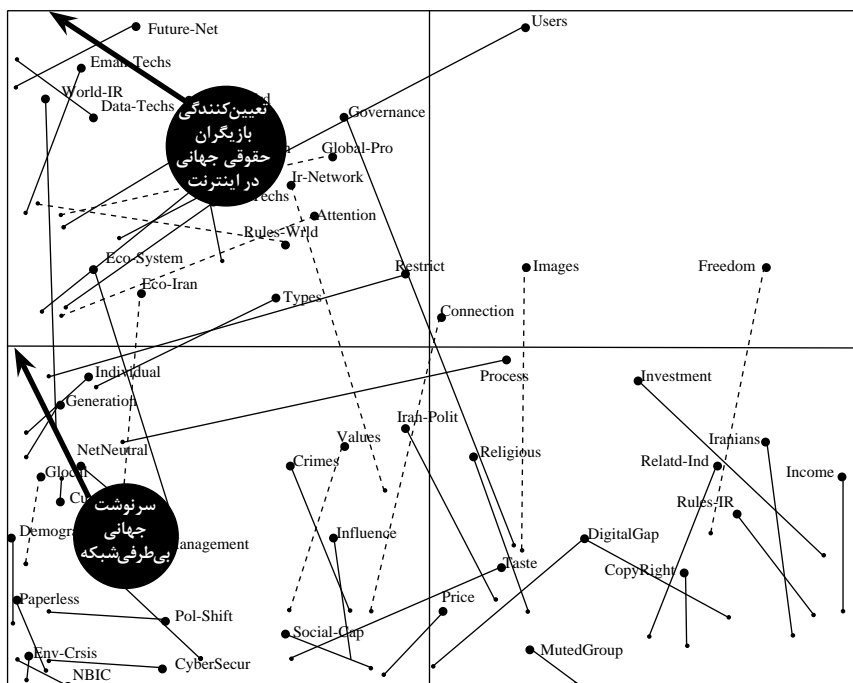 Future-Net
Users
Eman-Techs
World-IR
Data-Techs
Governance
تعیین‌کنندگی
بازیگران
حقوقی جهانی
در اینترنت
Global-Pro
Ir-Network
Attention
Rules-Wrld
Eco-System
Eco-Iran
Types
Restrict
Images
Freedom
Connection
Individual
Process
Investment
Generation
Iran-Polit
Values
NetNeutral
Crimes
Religious
Iranians
Relatd-Ind
Income
Rules-IR
سرنوشت
جهانی
بی‌طرفی‌شبکه
Influence
DigitalGap
Taste
CopyRight
Paperless
Pol-Shift
Price
Social-Cap
Env-Crsis
CyberSecur
MutedGroup
NBIC